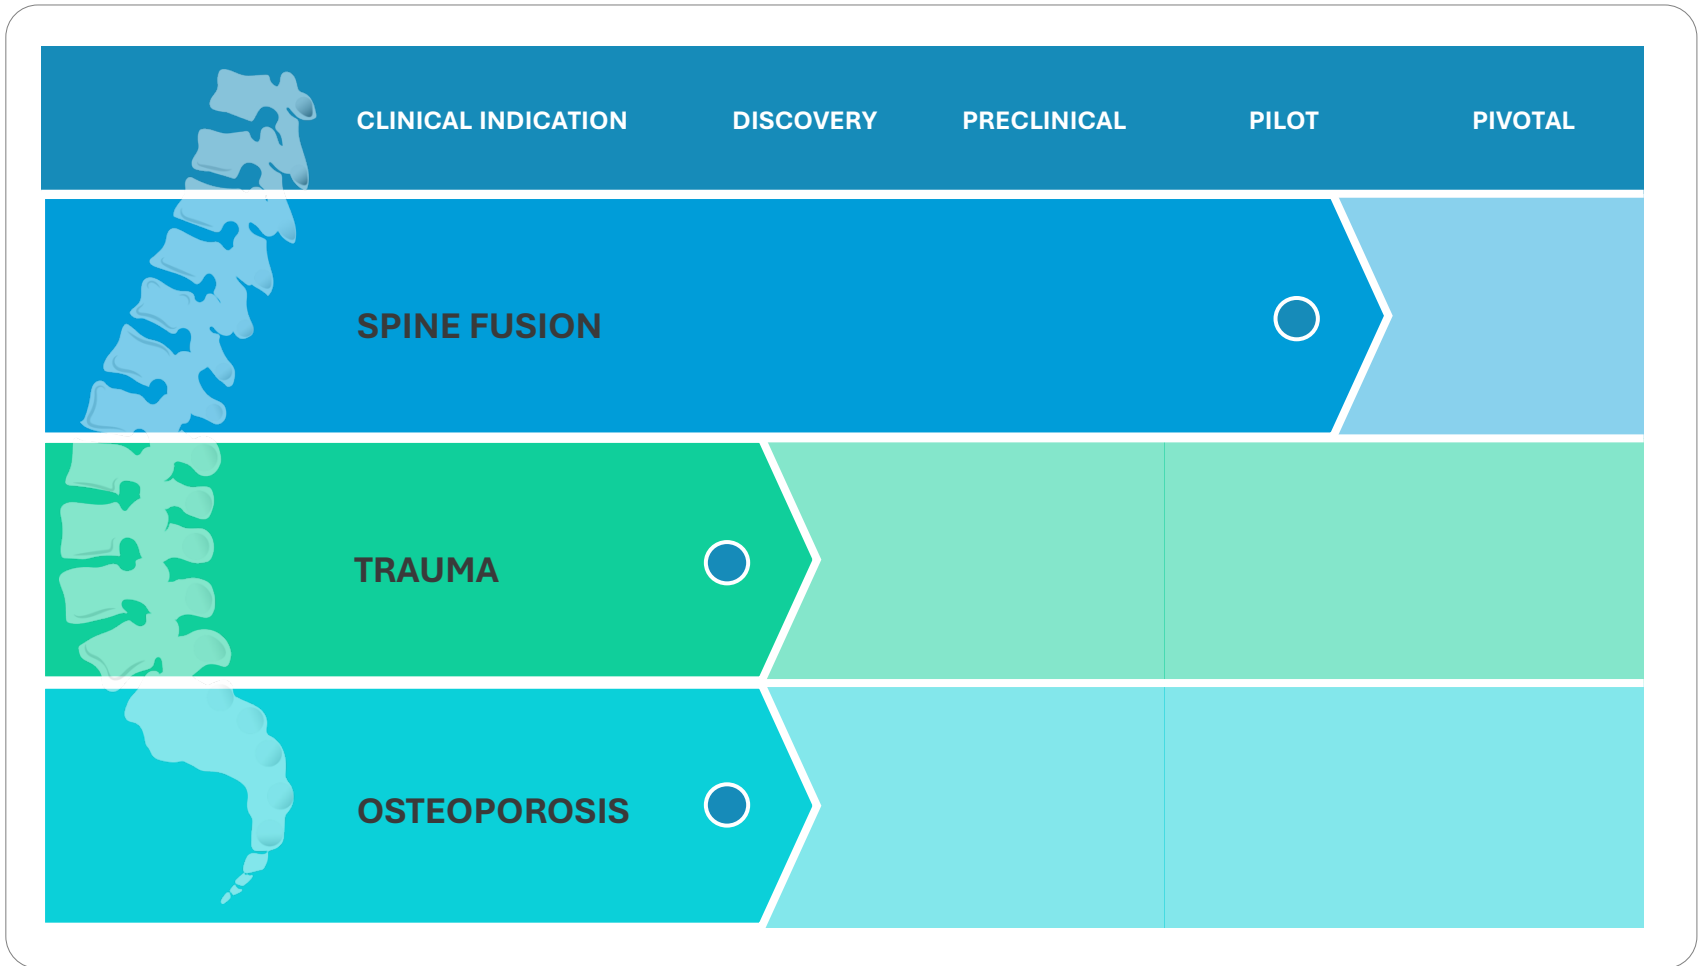 CLINICAL INDICATION DISCOVERY PRECLINICAL PILOT PIVOTAL
SPINE FUSION
TRAUMA
OSTEOPOROSIS